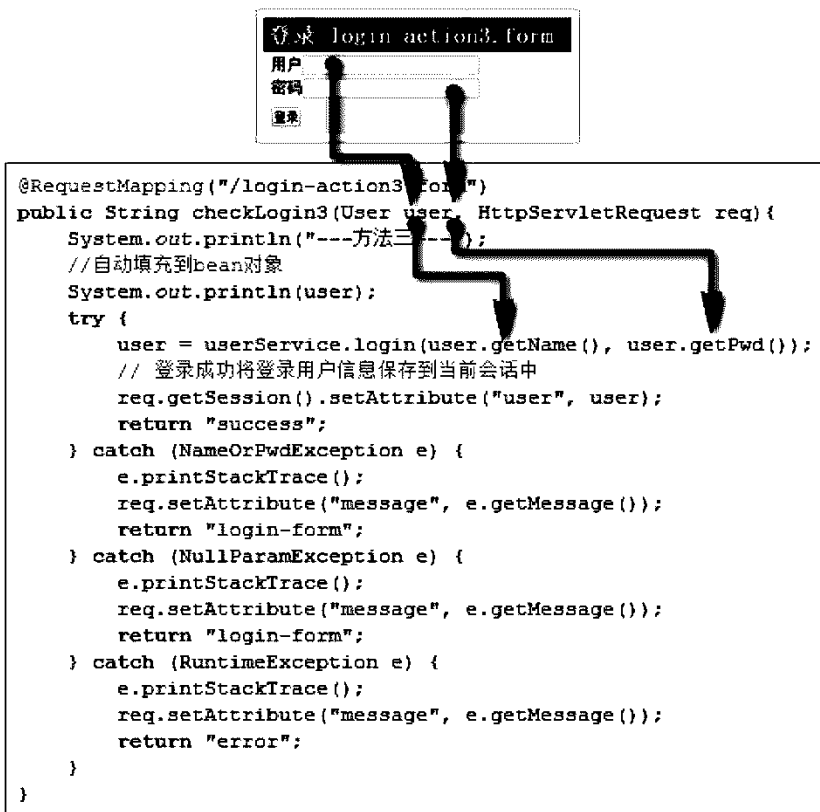 登录 login action3.form
用户
密码
登录
@RequestMapping("/login-action3.form")
public String checkLogin3(User user, HttpServletRequest req){
System.out.println("---方法三---");
//自动填充到bean对象
System.out.println(user);
try {
user = userService.login(user.getName(), user.getPwd());
// 登录成功将登录用户信息保存到当前会话中
req.getSession().setAttribute("user", user);
return "success";
} catch (NameOrPwdException e) {
e.printStackTrace();
req.setAttribute("message", e.getMessage());
return "login-form";
} catch (NullParamException e) {
e.printStackTrace();
req.setAttribute("message", e.getMessage());
return "login-form";
} catch (RuntimeException e) {
e.printStackTrace();
req.setAttribute("message", e.getMessage());
return "error";
}
}